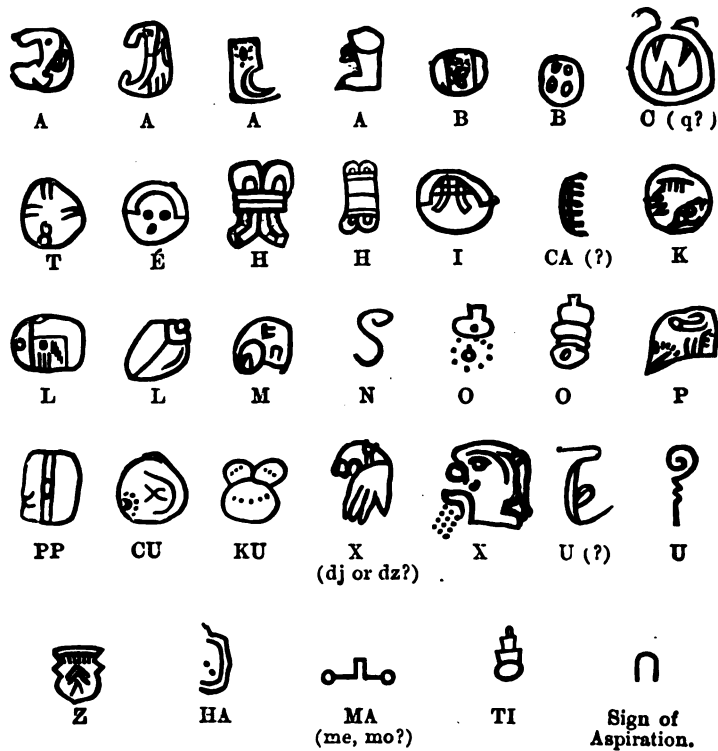 A A A A B B C (q?)
T É H H I CA (?) K
L L M N O O P
PP CU KU X X U (?) U
(dj or dz?)
Z HA MA TI Sign of
(me, mo?) Aspiration.